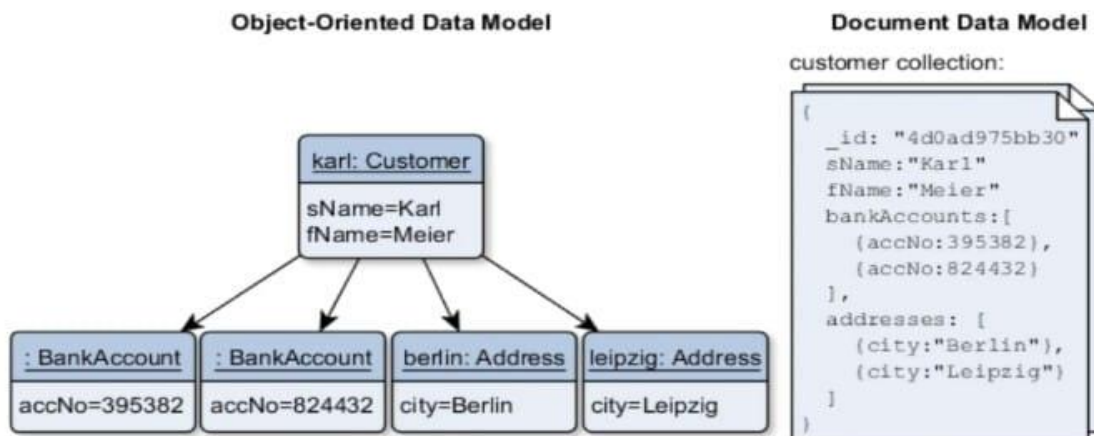 Object-Oriented Data Model
karl: Customer
sName=Karl
fName=Meier
: BankAccount
accNo=395382
: BankAccount
accNo=824432
berlin: Address
city=Berlin
leipzig: Address
city=Leipzig
Document Data Model
customer collection:
{
_id: "4d0ad975bb30"
sName:"Karl"
fName:"Meier"
bankAccounts:[
{accNo:395382},
{accNo:824432}
],
addresses: [
{city:"Berlin"},
{city:"Leipzig"}
]
}